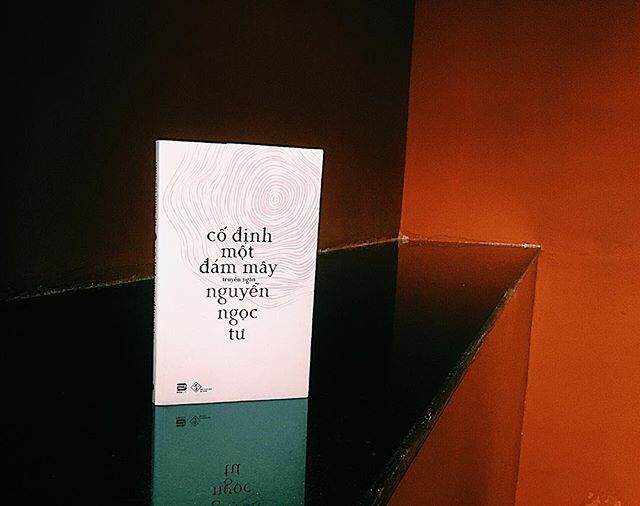 cố định
một
đám mây
truyện ngắn
nguyễn
ngọc
tư